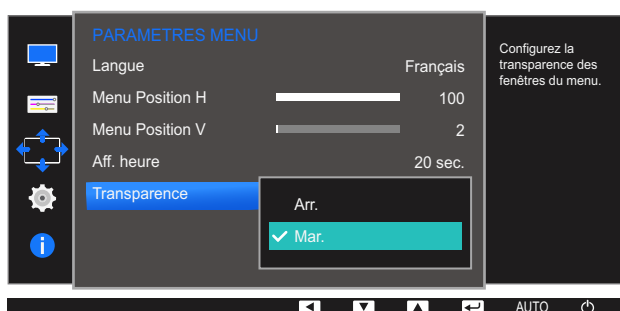 PARAMETRES MENU
Langue Français
Menu Position H 100
Menu Position V 2
Aff. heure 20 sec.
Transparence
Arr.
Mar.
Configurez la
transparence des
fenêtres du menu.
AUTO